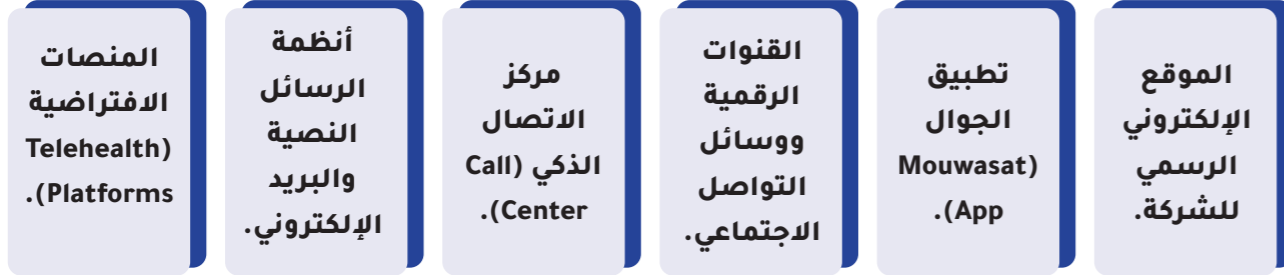 الموقع
الإلكتروني
الرسمي
للشركة.
تطبيق
الجوال
(Mouwasat
App).
القنوات
الرقمية
ووسائل
التواصل
الاجتماعي.
مركز
الاتصال
الذكي (Call
Center).
أنظمة
الرسائل
النصية
والبريد
الإلكتروني.
المنصات
الافتراضية
(Telehealth
Platforms).